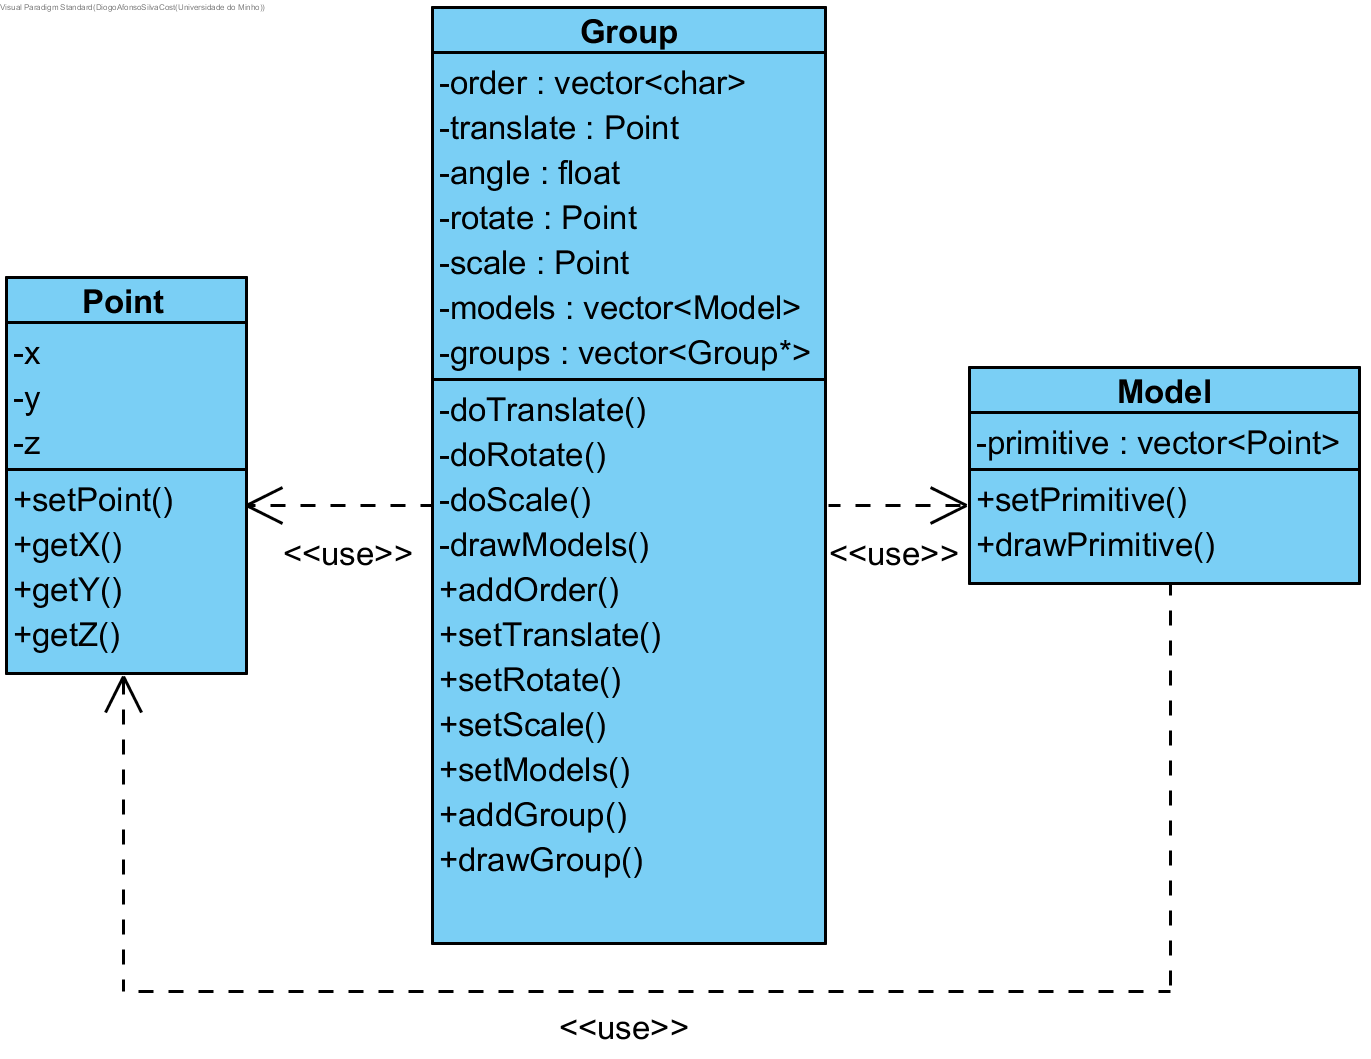 Visual Paradigm Standard(DiogoAfonsoSilvaCost(Universidade do Minho))
Group
-order : vector<char>
-translate : Point
-angle : float
-rotate : Point
-scale : Point
-models : vector<Model>
-groups : vector<Group*>
-doTranslate()
-doRotate()
-doScale()
-drawModels()
+addOrder()
+setTranslate()
+setRotate()
+setScale()
+setModels()
+addGroup()
+drawGroup()
Point
-x
-y
-z
+setPoint()
+getX()
+getY()
+getZ()
<<use>>
<<use>>
Model
-primitive : vector<Point>
+setPrimitive()
+drawPrimitive()
<<use>>